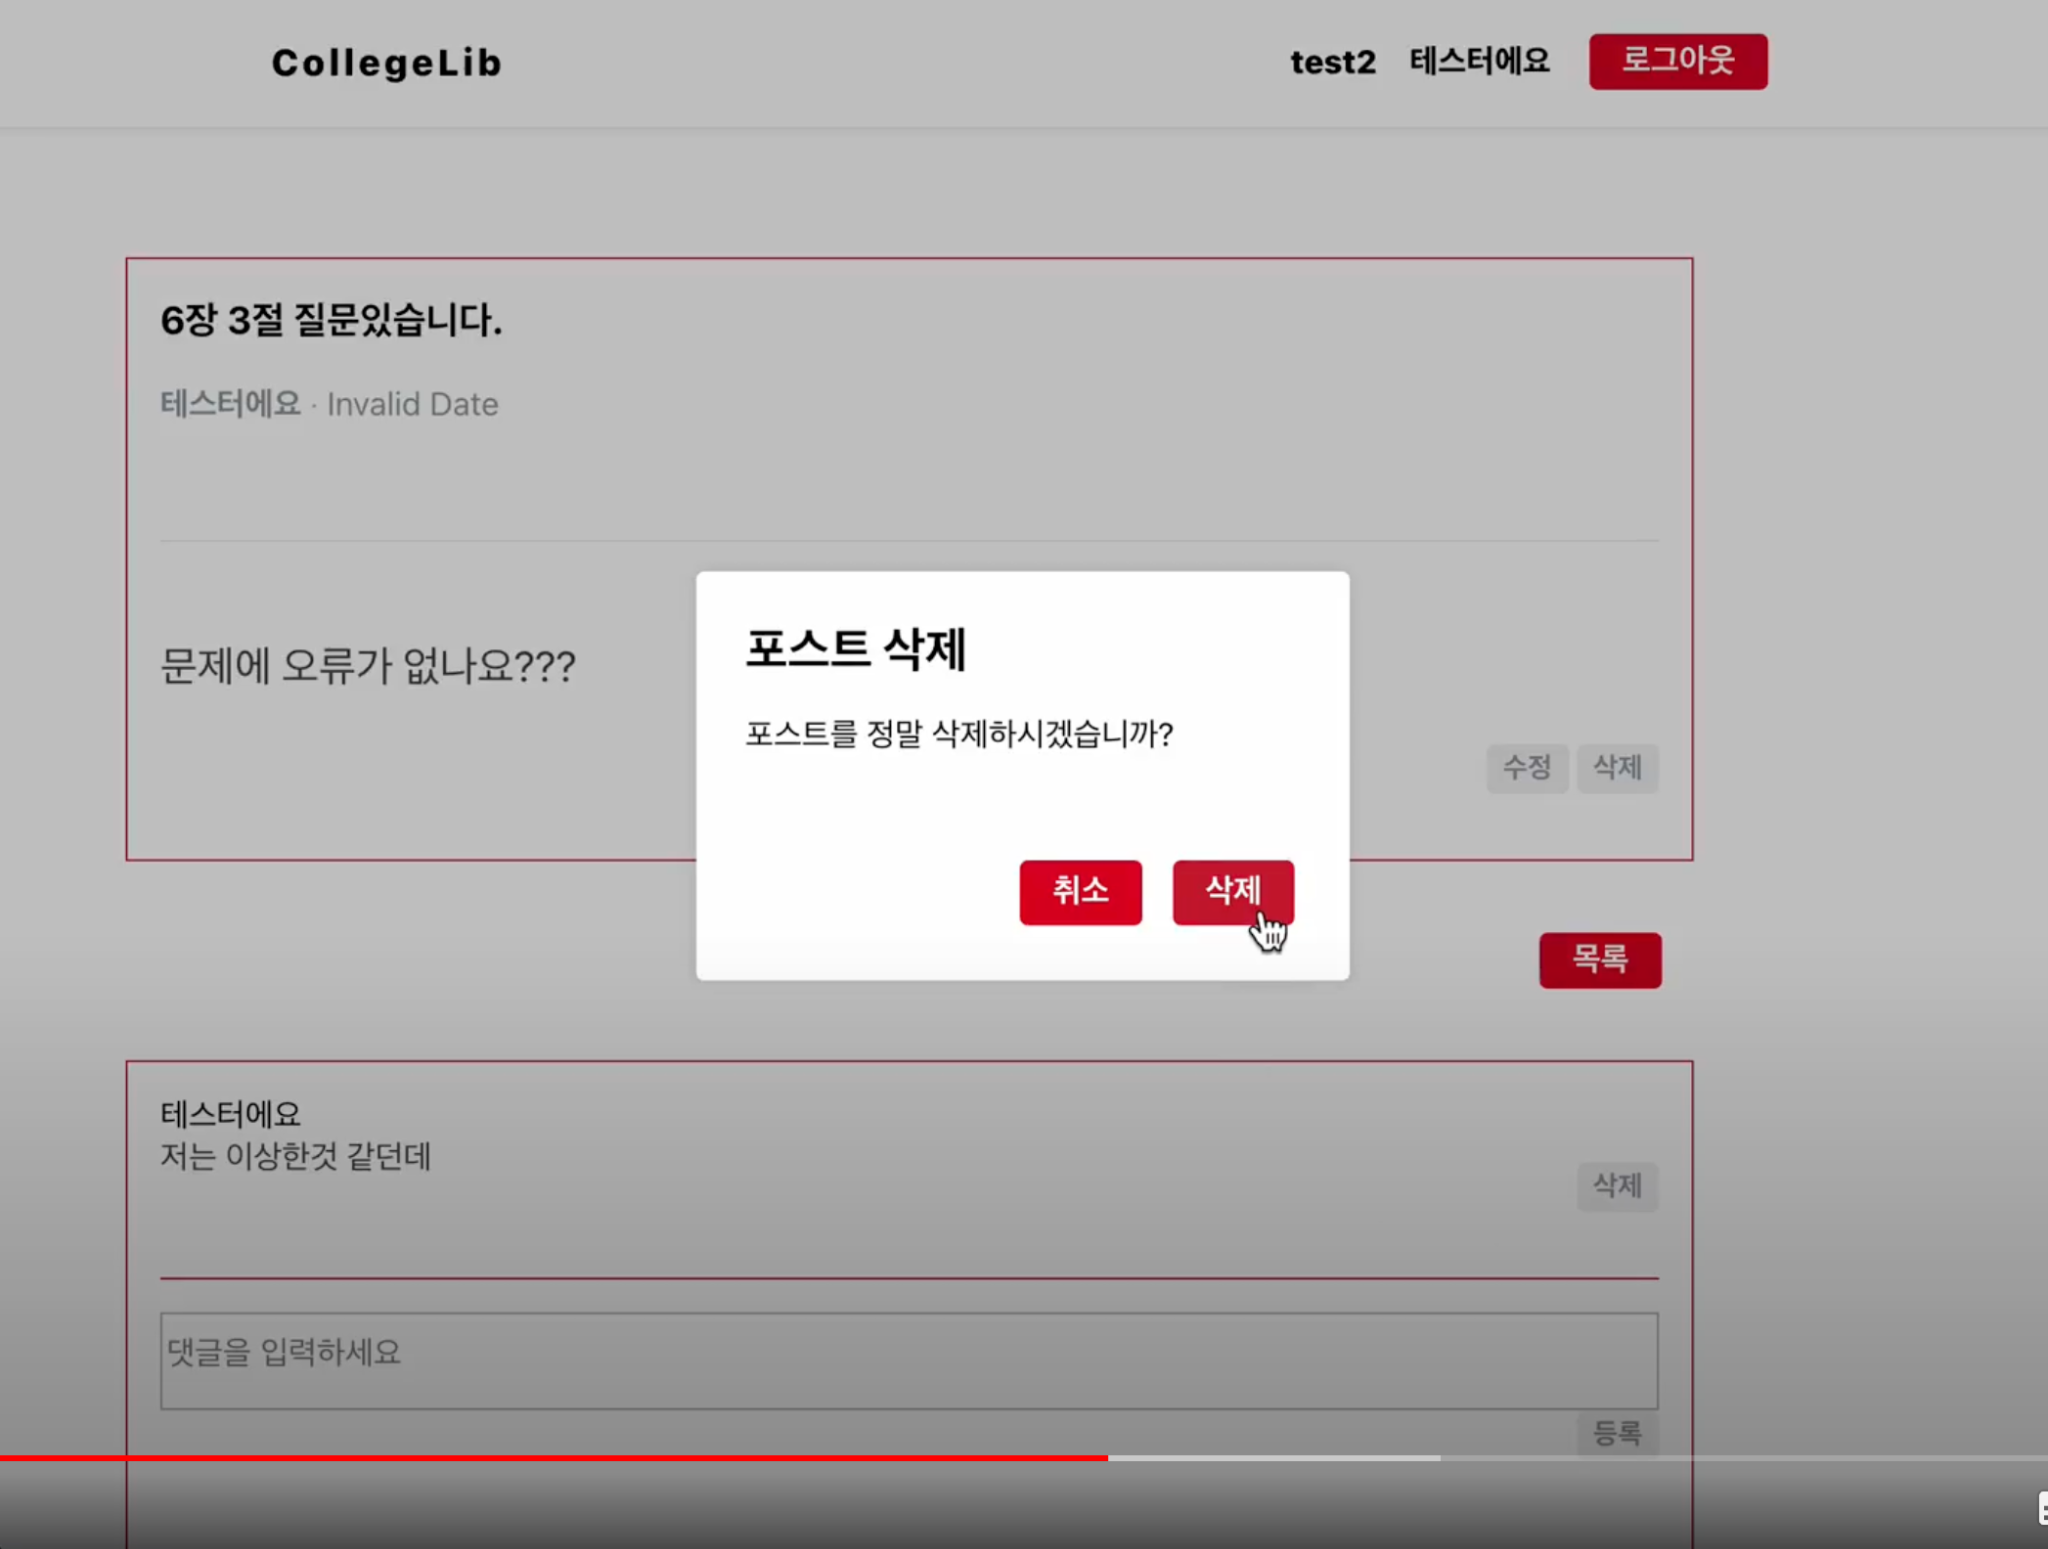 CollegeLib
test2 테스터에요 로그아웃
6장 3절 질문있습니다.
테스터에요 · Invalid Date
문제에 오류가 없나요???
수정 삭제
포스트 삭제
포스트를 정말 삭제하시겠습니까?
취소 삭제
목록
테스터에요
저는 이상한것 같던데
삭제
댓글을 입력하세요
등록